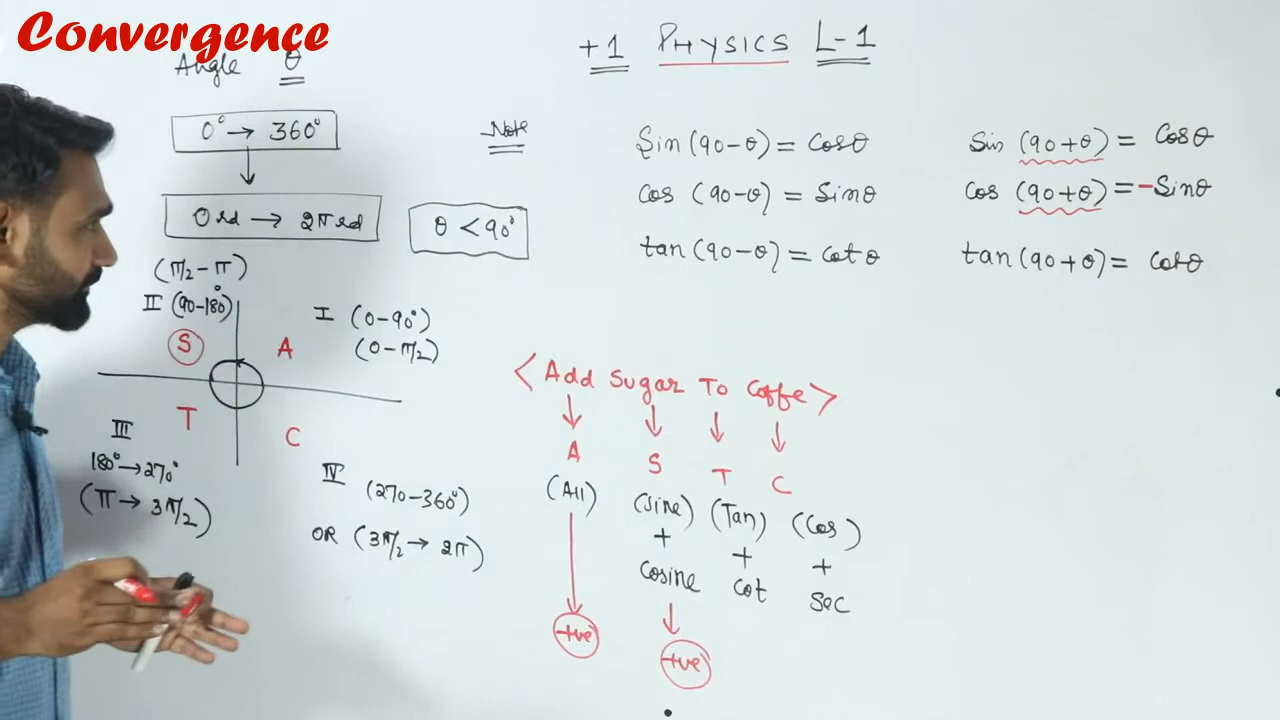 Convergence
+1 PHYSICS L-1
Angle θ
0° → 360°
0 rd → 2π rd
θ < 90°
Note
Sin (90 - θ) = Cosθ
cos (90 - θ) = Sinθ
tan (90 - θ) = Cot θ
Sin (90 + θ) = Cosθ
cos (90 + θ) = - Sinθ
tan (90 + θ) = Cotθ
(π/2 - π)
II (90 - 180°)
I (0 - 90°)
(0 - π/2)
S A
T C
III
180° → 270°
(π → 3π/2)
IV (270 - 360°)
OR (3π/2 → 2π)
< Add Sugar To Coffe >
A S T C
(All) (Sine) (Tan) (Cos)
+ + +
Cosine Cot Sec
+ve +ve